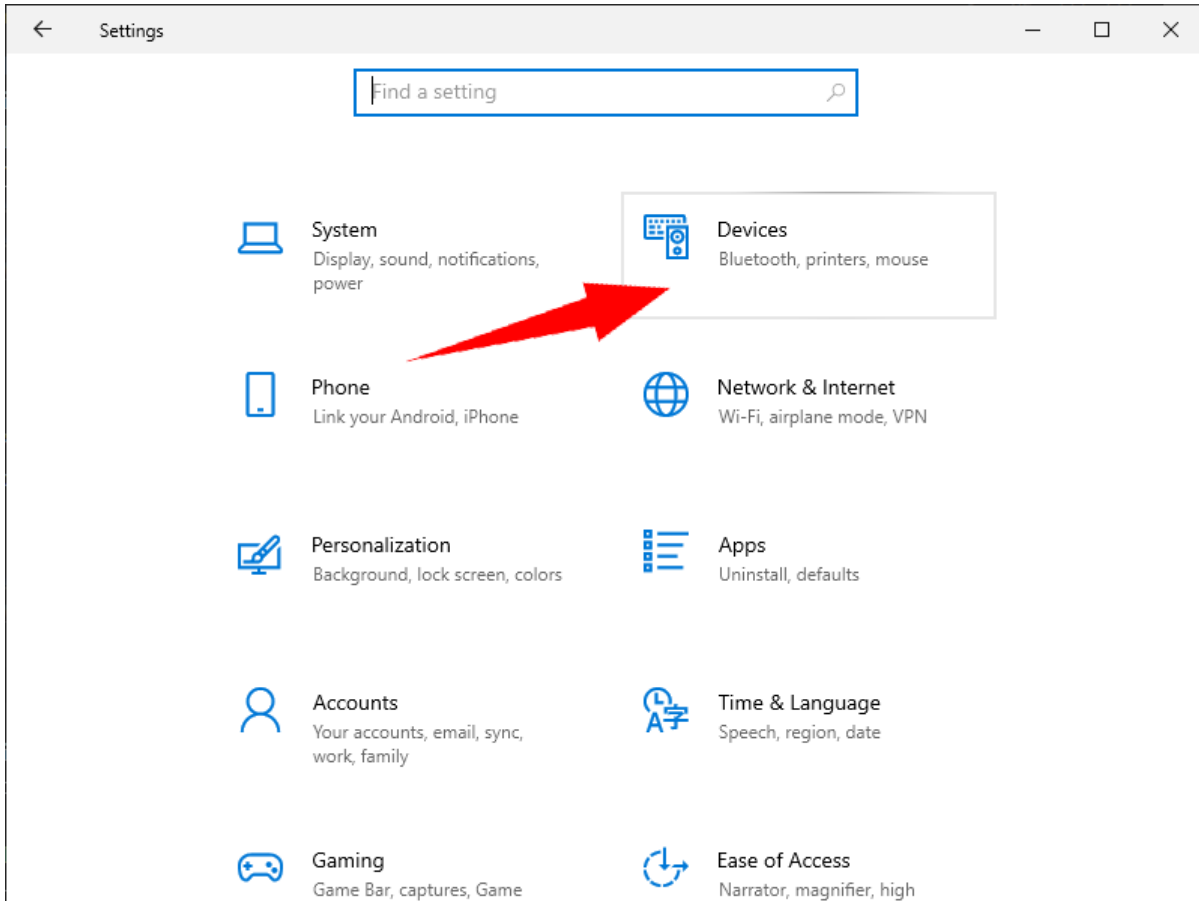 Settings
Find a setting
System
Display, sound, notifications,
power
Devices
Bluetooth, printers, mouse
Phone
Link your Android, iPhone
Network & Internet
Wi-Fi, airplane mode, VPN
Personalization
Background, lock screen, colors
Apps
Uninstall, defaults
Accounts
Your accounts, email, sync,
work, family
Time & Language
Speech, region, date
Gaming
Game Bar, captures, Game
Ease of Access
Narrator, magnifier, high